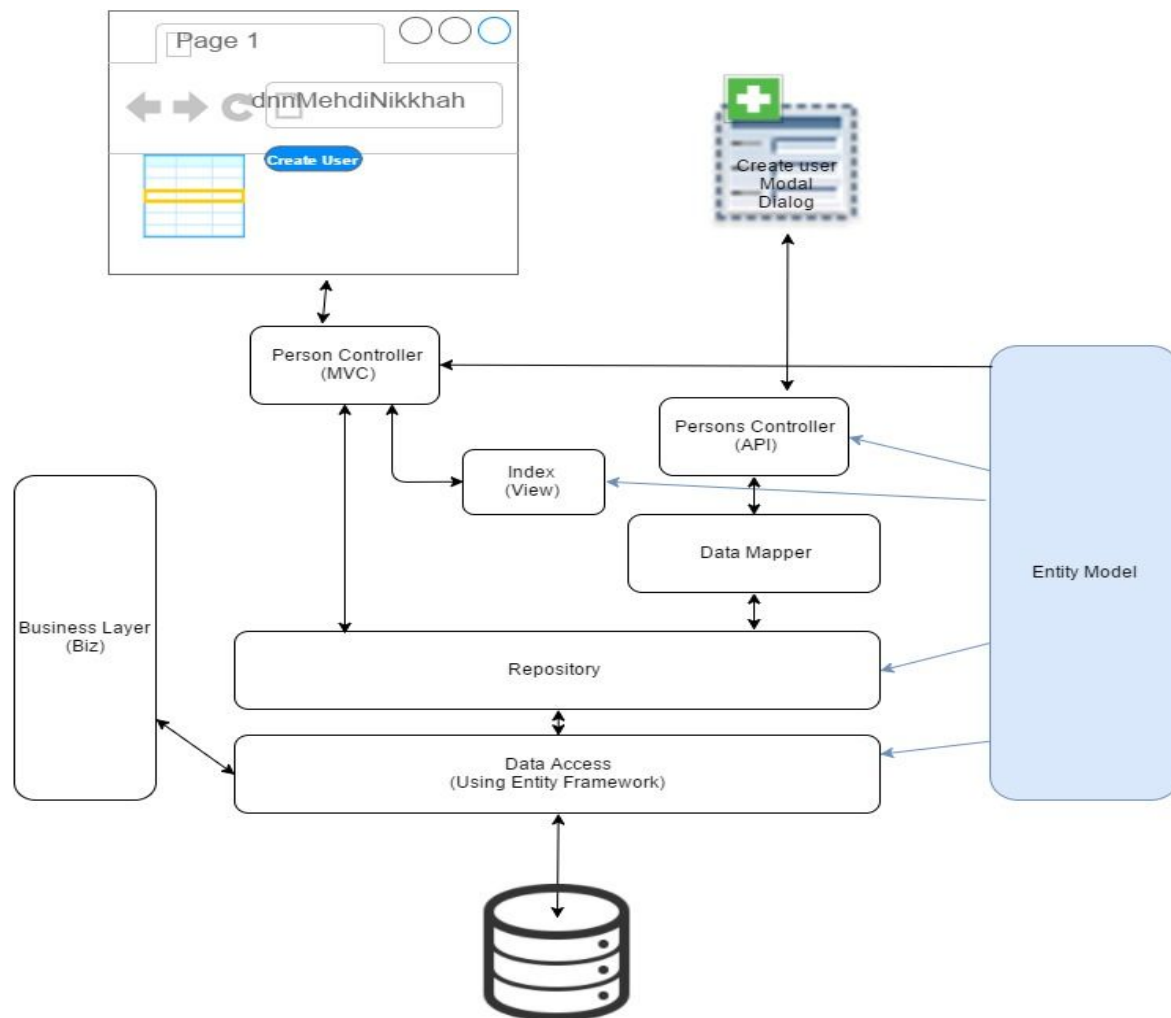 Page 1
dnnMehdiNikkhah
Create User
Create user
Modal
Dialog
Person Controller
(MVC)
Persons Controller
(API)
Index
(View)
Data Mapper
Entity Model
Business Layer
(Biz)
Repository
Data Access
(Using Entity Framework)